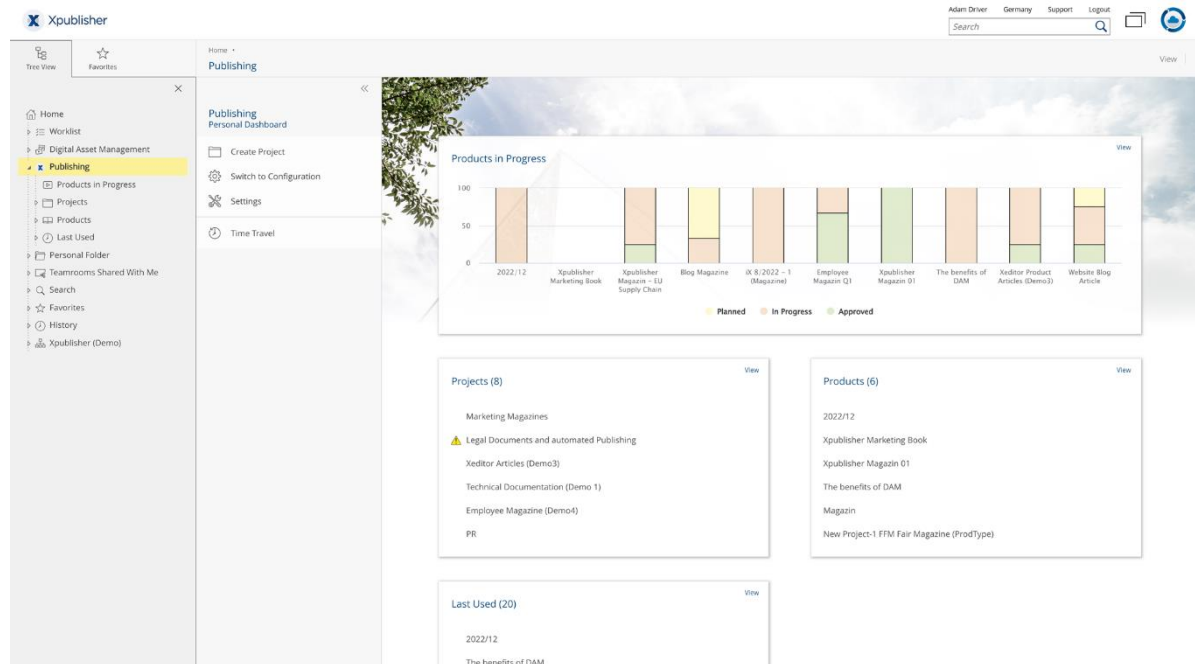 Xpublisher
Adam Driver Germany Support Logout
Search
Tree View
Favorites
Home
Publishing
View
Home
Worklist
Digital Asset Management
Publishing
Products in Progress
Projects
Products
Last Used
Personal Folder
Teamrooms Shared With Me
Search
Favorites
History
Xpublisher (Demo)
Publishing
Personal Dashboard
Create Project
Switch to Configuration
Settings
Time Travel
Products in Progress
View
100
50
0
2022/12
Xpublisher
Marketing Book
Xpublisher
Magazin – EU
Supply Chain
Blog Magazine
iX 8/2022 – 1
(Magazine)
Employee
Magazin Q1
Xpublisher
Magazin 01
The benefits of
DAM
Xeditor Product
Articles (Demo3)
Website Blog
Article
Planned In Progress Approved
Projects (8)
View
Marketing Magazines
Legal Documents and automated Publishing
Xeditor Articles (Demo3)
Technical Documentation (Demo 1)
Employee Magazine (Demo4)
PR
Products (6)
View
2022/12
Xpublisher Marketing Book
Xpublisher Magazin 01
The benefits of DAM
Magazin
New Project-1 FFM Fair Magazine (ProdType)
Last Used (20)
View
2022/12
The benefits of DAM